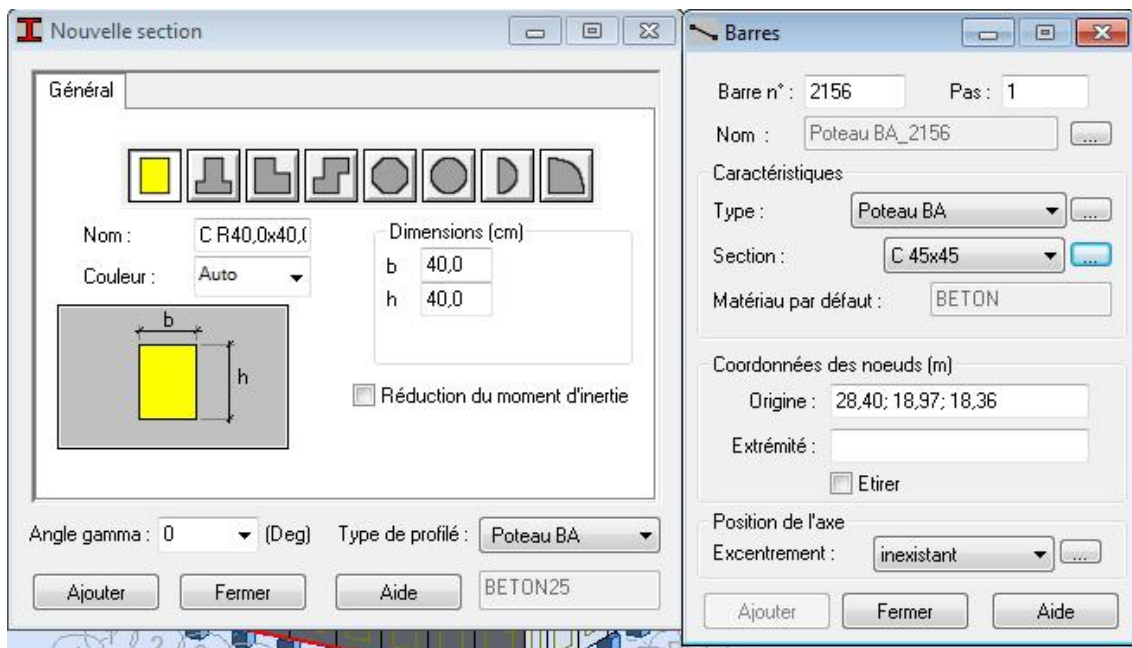 Nouvelle section
Général
Nom :
C R40,0x40,(
Couleur :
Auto
Dimensions (cm)
b 40,0
h 40,0
b
h
Réduction du moment d'inertie
Angle gamma : 0 (Deg)
Type de profilé : Poteau BA
Ajouter Fermer Aide BETON25
Barres
Barre n° : 2156 Pas : 1
Nom : Poteau BA_2156 ...
Caractéristiques
Type : Poteau BA ...
Section : C 45x45 ...
Matériau par défaut : BETON
Coordonnées des noeuds (m)
Origine : 28,40; 18,97; 18,36
Extrémité :
Etirer
Position de l'axe
Excentrement : inexistant ...
Ajouter Fermer Aide